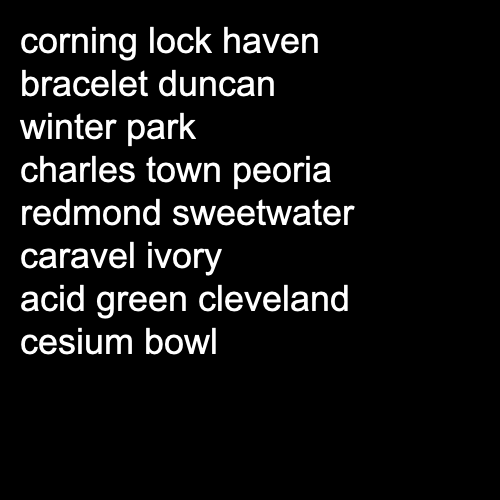 corning lock haven
bracelet duncan
winter park
charles town peoria
redmond sweetwater
caravel ivory
acid green cleveland
cesium bowl